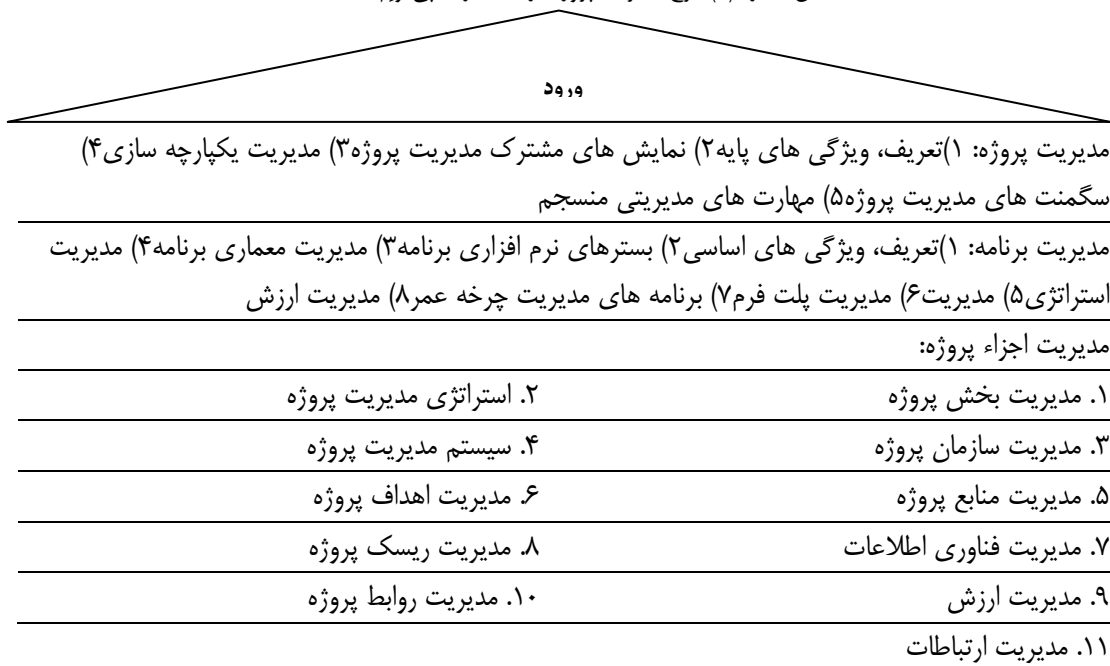 ورود
مدیریت پروژه: ۱)تعریف، ویژگی های پایه۲) نمایش های مشترک مدیریت پروژه۳) مدیریت یکپارچه سازی۴)
سگمنت های مدیریت پروژه۵) مهارت های مدیریتی منسجم
مدیریت برنامه: ۱)تعریف، ویژگی های اساسی۲) بسترهای نرم افزاری برنامه۳) مدیریت معماری برنامه۴) مدیریت
استراتژی۵) مدیریت۶) مدیریت پلت فرم۷) برنامه های مدیریت چرخه عمر۸) مدیریت ارزش
مدیریت اجزاء پروژه:
۱. مدیریت بخش پروژه ۲. استراتژی مدیریت پروژه
۳. مدیریت سازمان پروژه ۴. سیستم مدیریت پروژه
۵. مدیریت منابع پروژه ۶. مدیریت اهداف پروژه
۷. مدیریت فناوری اطلاعات ۸. مدیریت ریسک پروژه
۹. مدیریت ارزش ۱۰. مدیریت روابط پروژه
۱۱. مدیریت ارتباطات